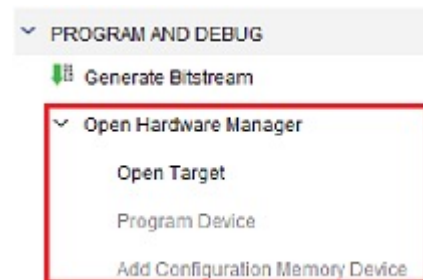 PROGRAM AND DEBUG
Generate Bitstream
Open Hardware Manager
Open Target
Program Device
Add Configuration Memory Device